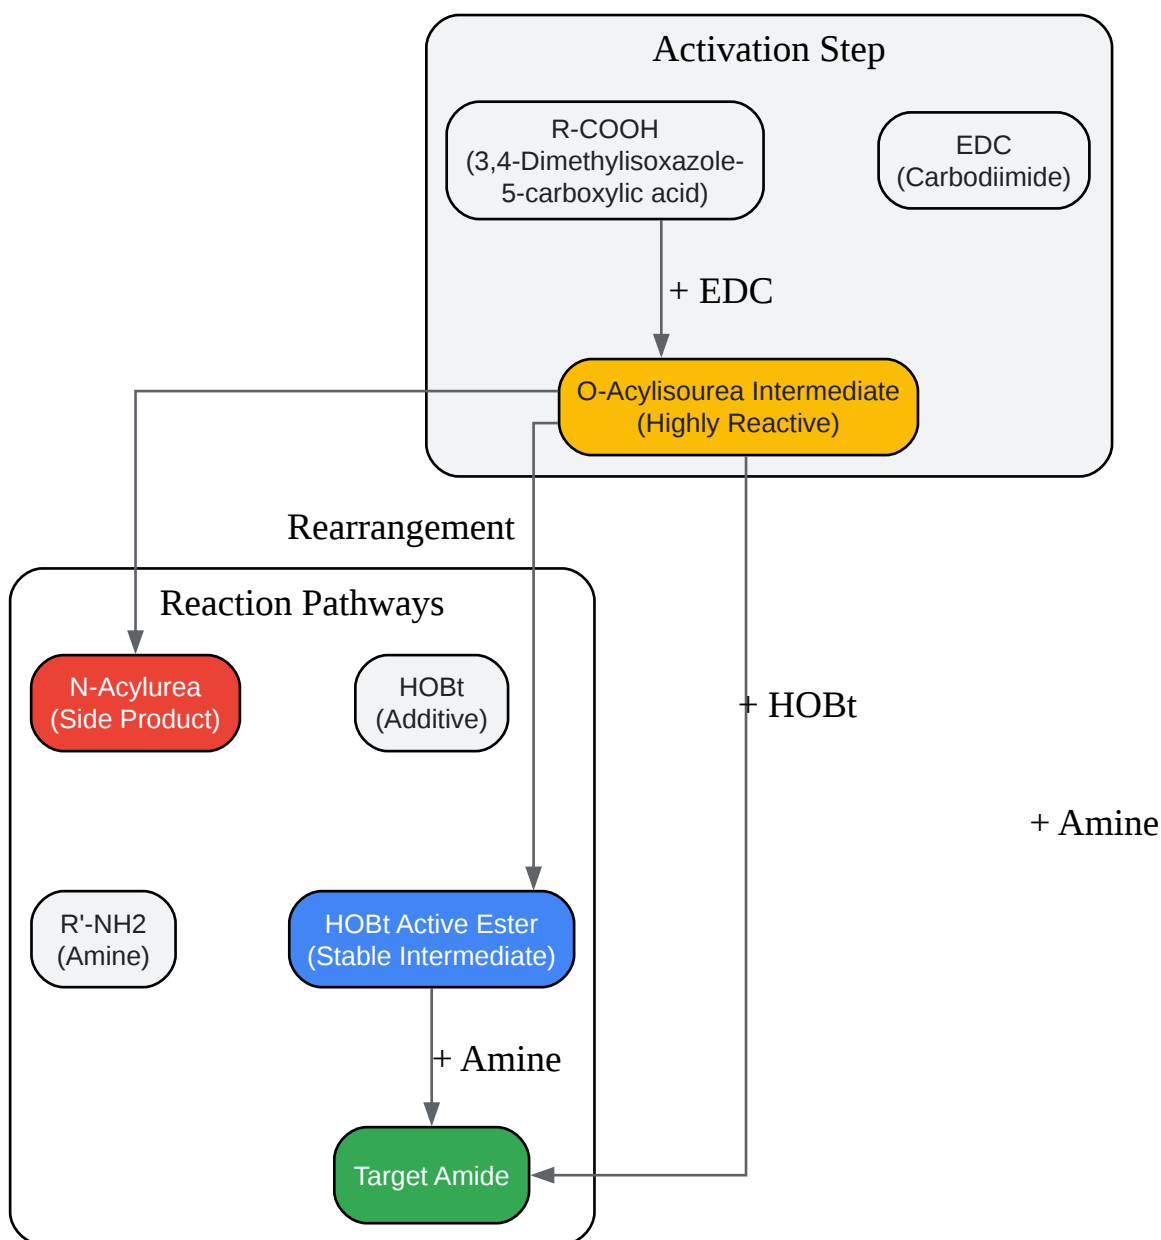 Activation Step
R-COOH
(3,4-Dimethylisoxazole-
5-carboxylic acid)
EDC
(Carbodiimide)
+ EDC
O-Acylisourea Intermediate
(Highly Reactive)
Rearrangement
Reaction Pathways
N-Acylurea
(Side Product)
HOBt
(Additive)
+ HOBt
+ Amine
R'-NH2
(Amine)
HOBt Active Ester
(Stable Intermediate)
+ Amine
Target Amide